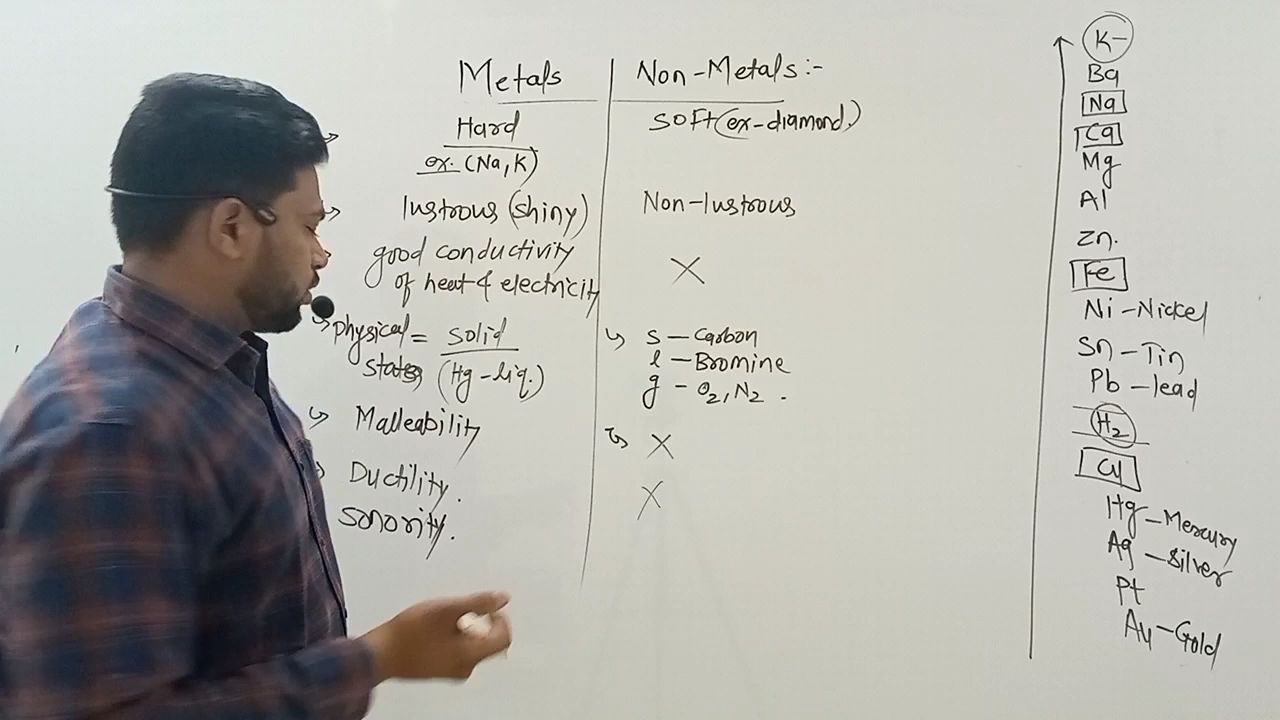 Metals
Non-Metals:-
Hard
ex. (Na, K)
SOFt (ex-diamond.)
lustrous (shiny)
Non-lustrous
good conductivity
of heat & electricity
X
Physical = solid
states (Hg-liq.)
s - Carbon
l - Bromine
g - O2, N2 .
Malleability
X
Ductility.
X
Sonority.
K
Ba
Na
Ca
Mg
Al
Zn.
Fe
Ni - Nickel
Sn - Tin
Pb - lead
H2
Cu
Hg - Mercury
Ag - Silver
Pt
Au - Gold